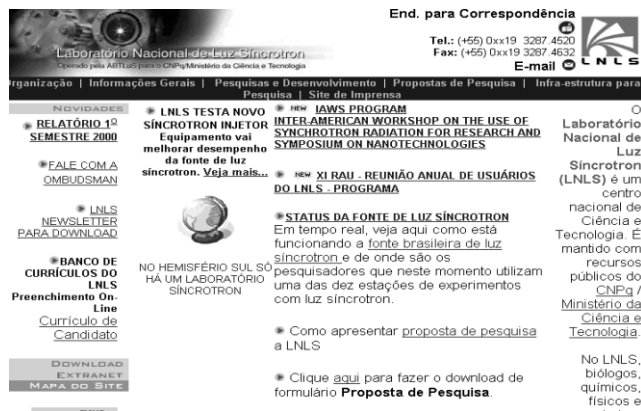 End. para Correspondência
Tel.: (+55) 0xx19 3287.4520
Fax: (+55) 0xx19 3287.4632
E-mail
LNLS
Laboratório Nacional de Luz Síncrotron
Operado pela ABTLuS para o CNPq/Ministério da Ciência e Tecnologia
Organização | Informações Gerais | Pesquisas e Desenvolvimento | Propostas de Pesquisa | Infra-estrutura para
Pesquisa | Site de Imprensa
NOVIDADES
RELATÓRIO 1º
SEMESTRE 2000
FALE COM A
OMBUDSMAN
LNLS
NEWSLETTER
PARA DOWNLOAD
BANCO DE
CURRÍCULOS DO
LNLS
Preenchimento On-
Line
Currículo de
Candidato
DOWNLOAD
EXTRANET
MAPA DO SITE
LNLS TESTA NOVO
SÍNCROTRON INJETOR
Equipamento vai
melhorar desempenho
da fonte de luz
síncrotron. Veja mais...
NO HEMISFÉRIO SUL SÓ
HÁ UM LABORATÓRIO
SÍNCROTRON
NEW IAWS PROGRAM
INTER-AMERICAN WORKSHOP ON THE USE OF
SYNCHROTRON RADIATION FOR RESEARCH AND
SYMPOSIUM ON NANOTECHNOLOGIES
NEW XI RAU - REUNIÃO ANUAL DE USUÁRIOS
DO LNLS - PROGRAMA
STATUS DA FONTE DE LUZ SÍNCROTRON
Em tempo real, veja aqui como está
funcionando a fonte brasileira de luz
síncrotron e de onde são os
pesquisadores que neste momento utilizam
uma das dez estações de experimentos
com luz síncrotron.
Como apresentar proposta de pesquisa
a LNLS
Clique aqui para fazer o download de
formulário Proposta de Pesquisa.
O
Laboratório
Nacional de
Luz
Síncrotron
(LNLS) é um
centro
nacional de
Ciência e
Tecnologia. É
mantido com
recursos
públicos do
CNPq /
Ministério da
Ciência e
Tecnologia.
No LNLS,
biólogos,
químicos,
físicos e